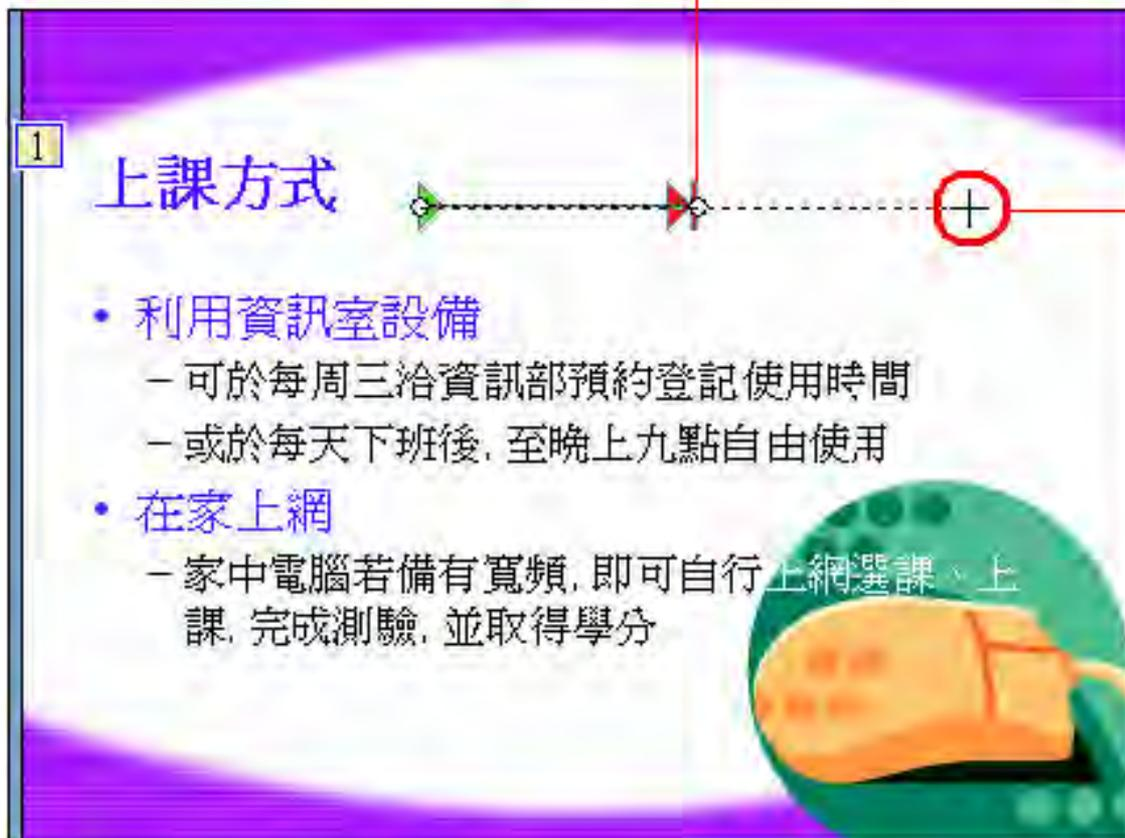 1
上課方式
• 利用資訊室設備
– 可於每周三洽資訊部預約登記使用時間
– 或於每天下班後, 至晚上九點自由使用
• 在家上網
– 家中電腦若備有寬頻, 即可自行上網選課、上
課, 完成測驗, 並取得學分